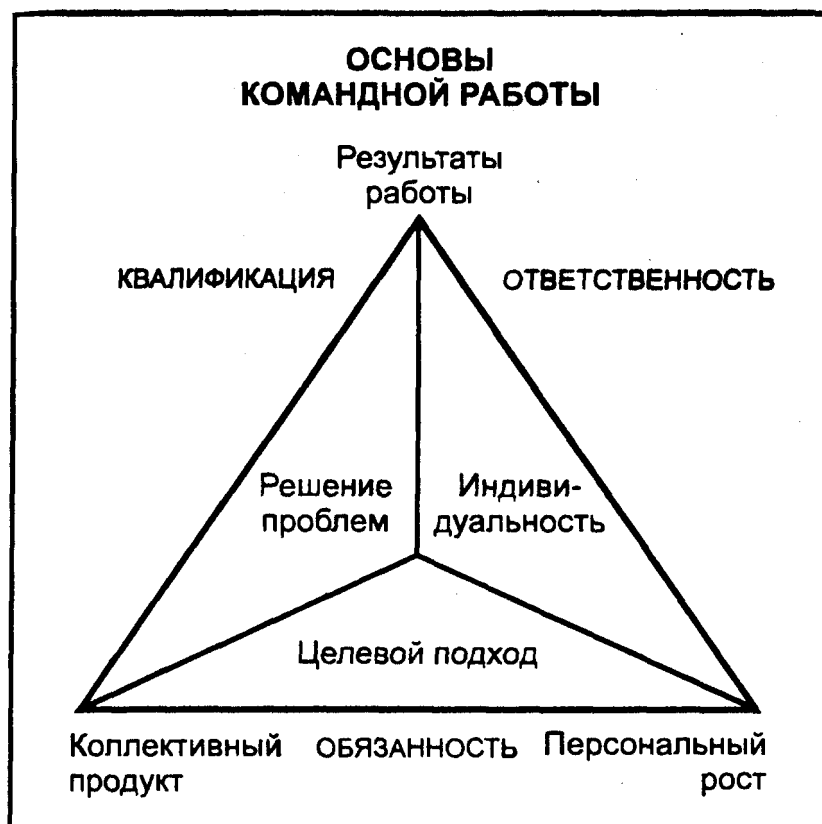 ОСНОВЫ
КОМАНДНОЙ РАБОТЫ
Результаты
работы
КВАЛИФИКАЦИЯ
ОТВЕТСТВЕННОСТЬ
Решение
проблем
Индиви-
дуальность
Целевой подход
Коллективный
продукт
ОБЯЗАННОСТЬ
Персональный
рост